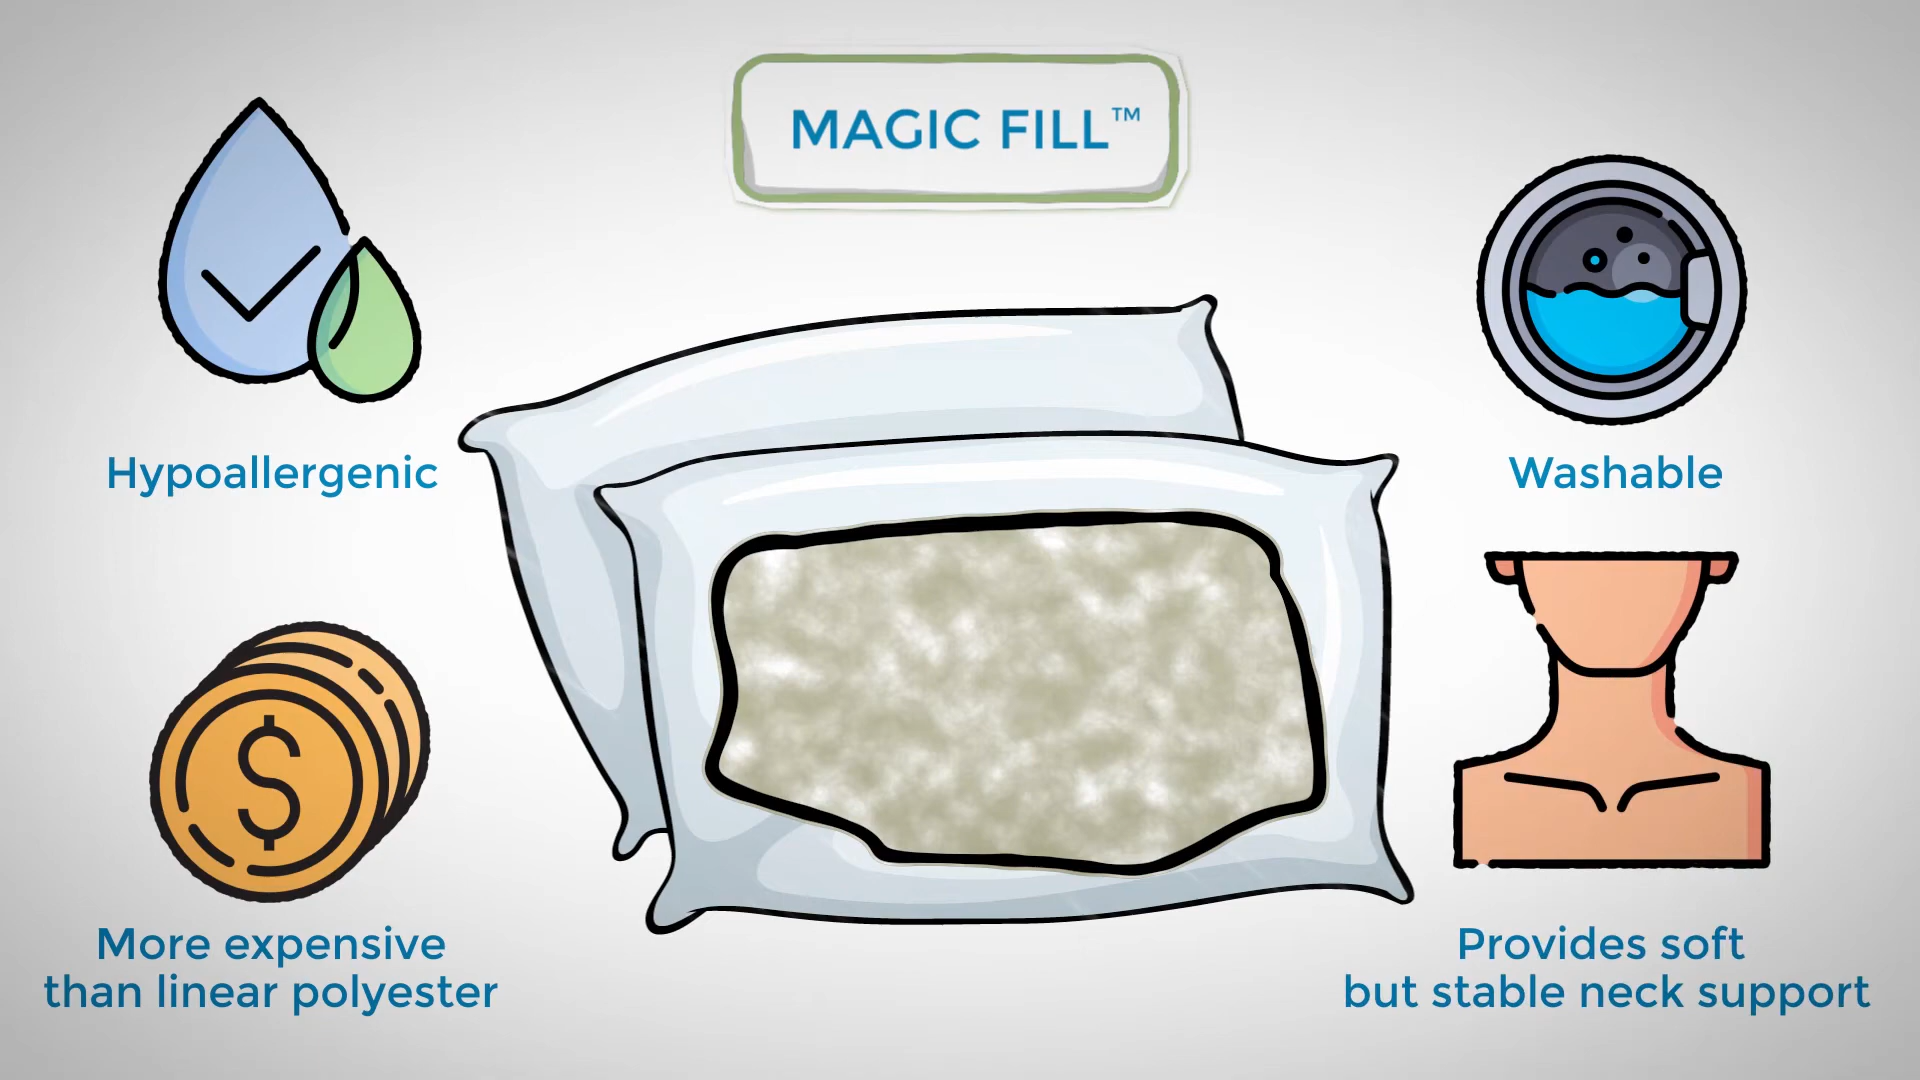 MAGIC FILL™
Hypoallergenic
Washable
More expensive
than linear polyester
Provides soft
but stable neck support